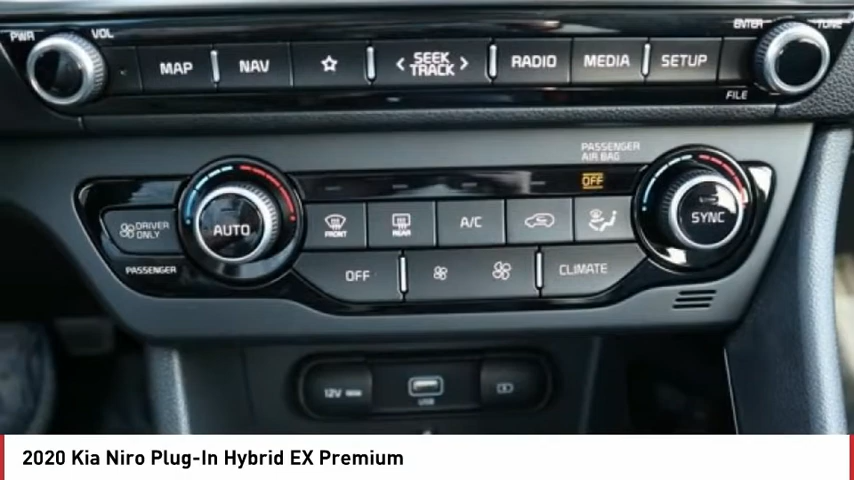 PWR VOL ENTER TUNE
MAP NAV < SEEK TRACK > RADIO MEDIA SETUP
FILE
PASSENGER
AIR BAG
OFF
DRIVER
ONLY
AUTO FRONT REAR A/C SYNC
PASSENGER
OFF CLIMATE
12V USB
2020 Kia Niro Plug-In Hybrid EX Premium